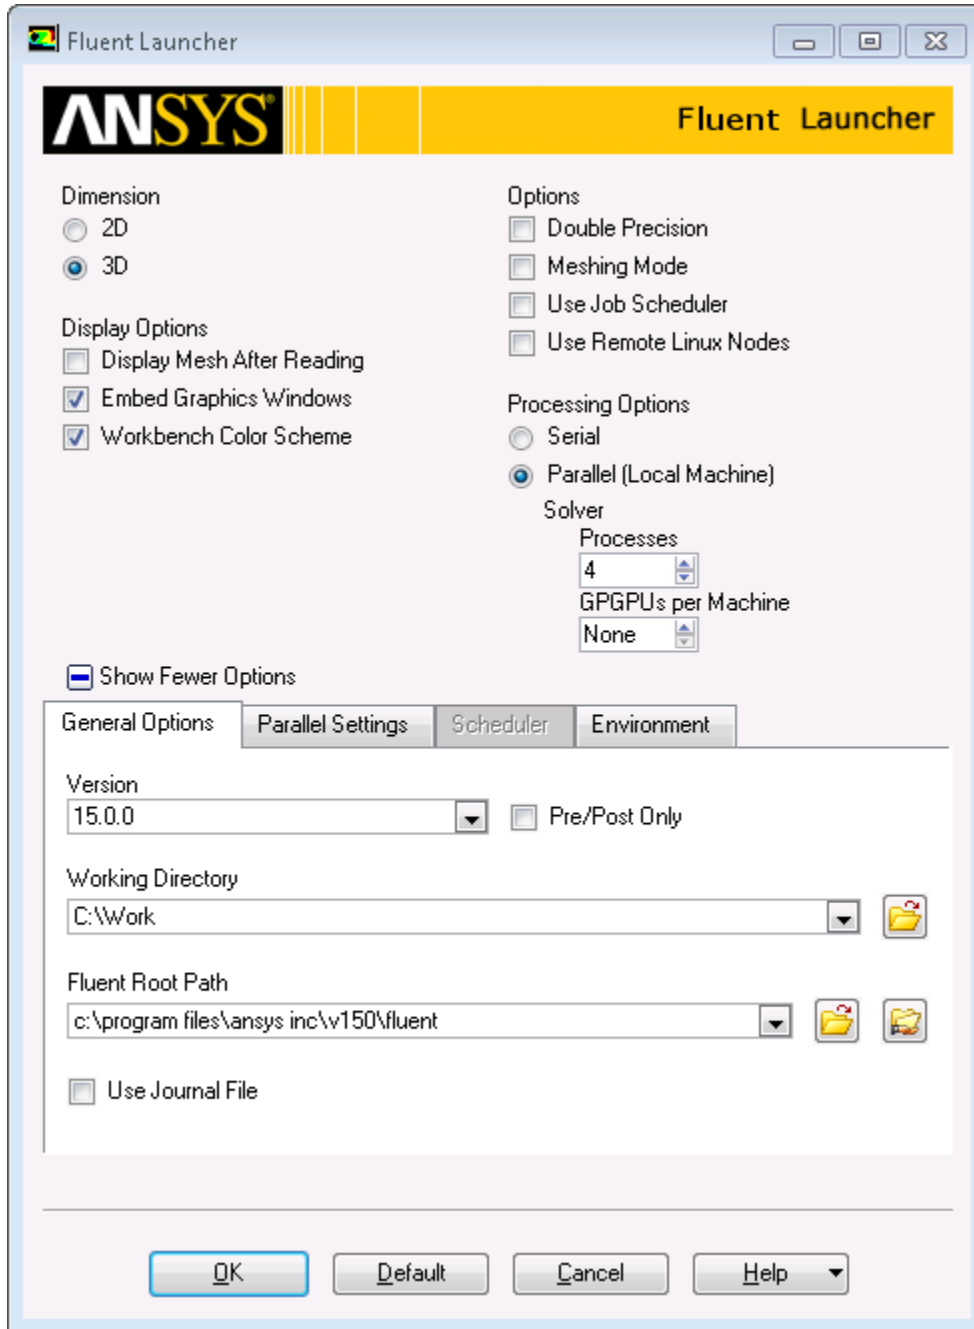 Fluent Launcher
ANSYS®
Fluent Launcher
Dimension
2D
3D
Display Options
Display Mesh After Reading
Embed Graphics Windows
Workbench Color Scheme
Options
Double Precision
Meshing Mode
Use Job Scheduler
Use Remote Linux Nodes
Processing Options
Serial
Parallel (Local Machine)
Solver
Processes
4
GPGPUs per Machine
None
Show Fewer Options
General Options Parallel Settings Scheduler Environment
Version
15.0.0 Pre/Post Only
Working Directory
C:\Work
Fluent Root Path
c:\program files\ansys inc\v150\fluent
Use Journal File
OK Default Cancel Help